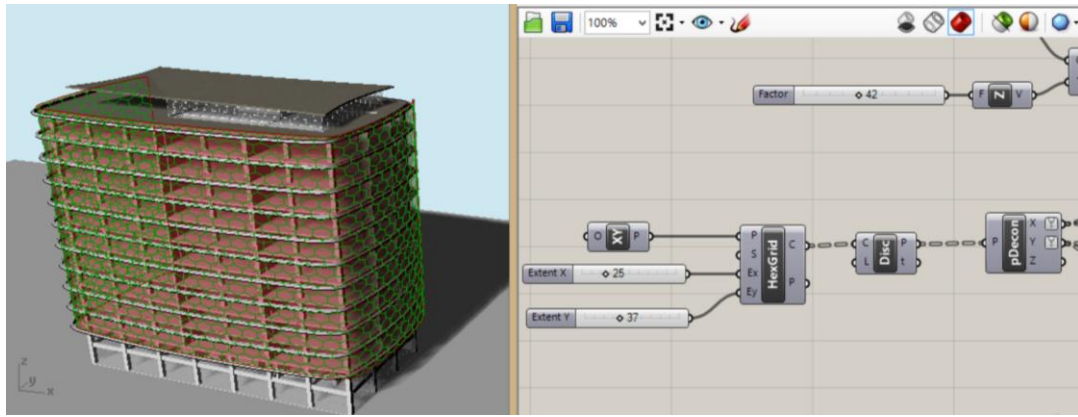 100%
Factor
42
F
Z
V
O
XY
P
P
S
Ex
Ey
HexGrid
C
P
Extent X
25
Extent Y
37
C
L
Disc
P
t
P
pDecon
X
Y
Z
Y
Y
z
y
x